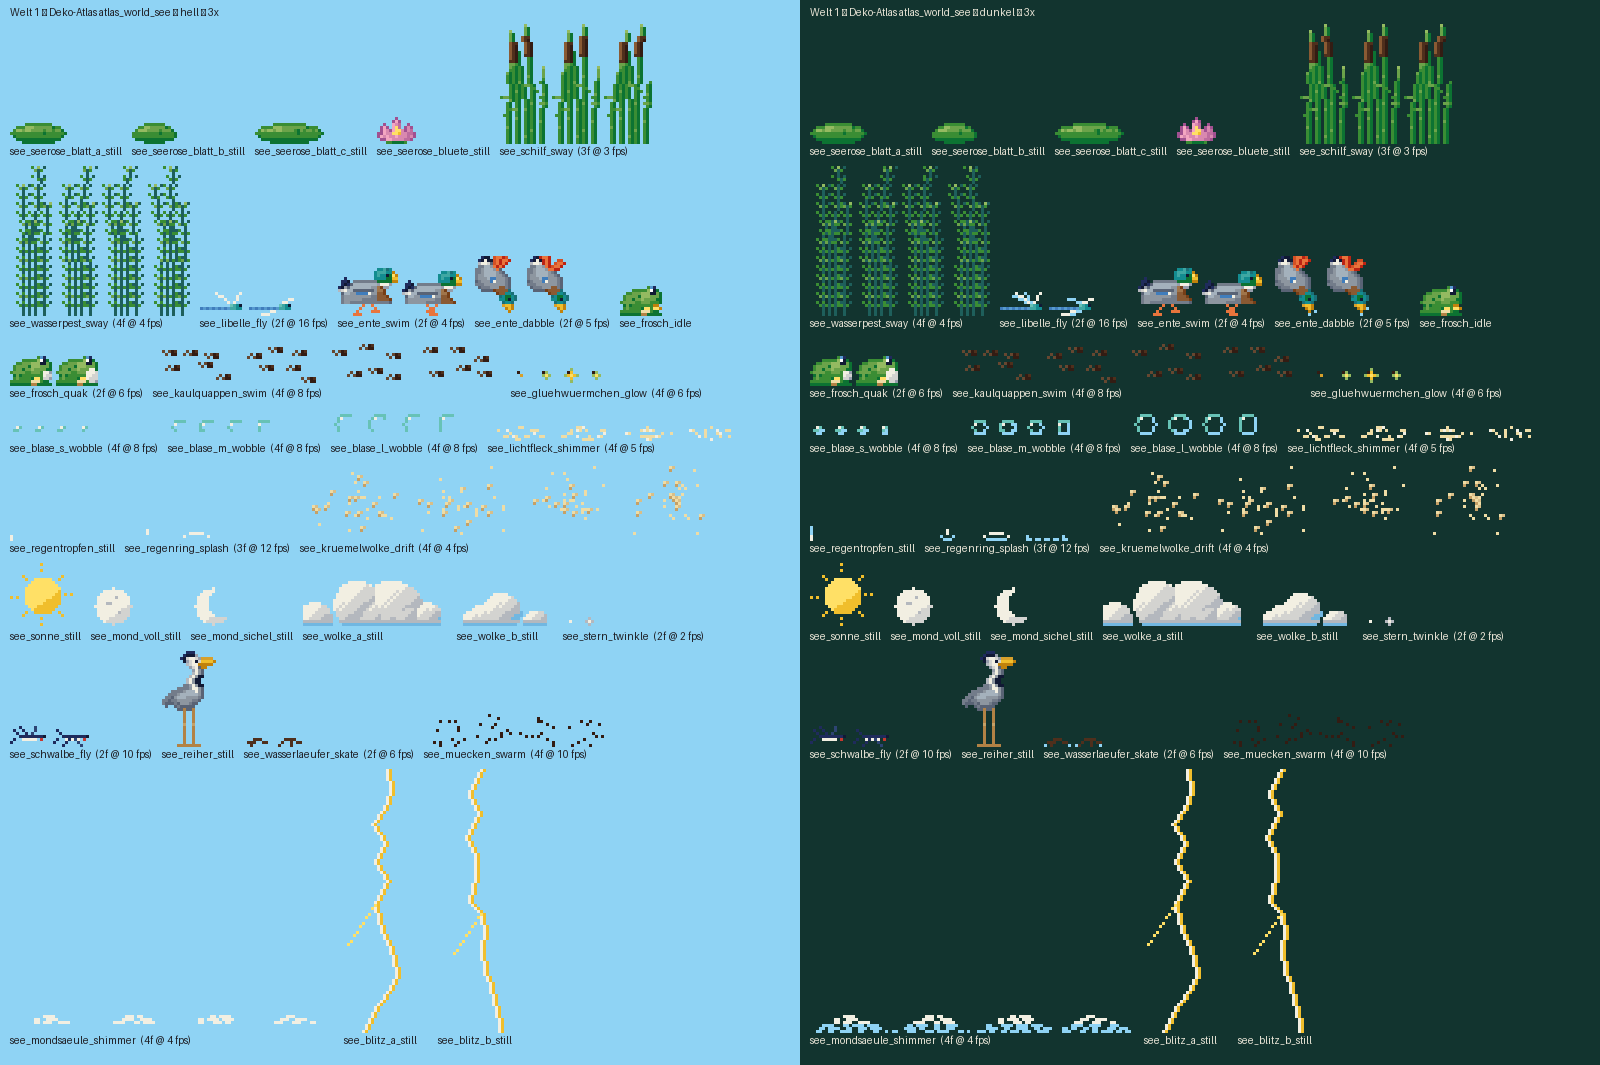 Welt 1 ▯ Deko-Atlas atlas_world_see ▯ hell ▯ 3x
see_seerose_blatt_a_still see_seerose_blatt_b_still see_seerose_blatt_c_still see_seerose_bluete_still see_schilf_sway (3f @ 3 fps)
see_wasserpest_sway (4f @ 4 fps) see_libelle_fly (2f @ 16 fps) see_ente_swim (2f @ 4 fps) see_ente_dabble (2f @ 5 fps) see_frosch_idle
see_frosch_quak (2f @ 6 fps) see_kaulquappen_swim (4f @ 8 fps) see_gluehwuermchen_glow (4f @ 6 fps)
see_blase_s_wobble (4f @ 8 fps) see_blase_m_wobble (4f @ 8 fps) see_blase_l_wobble (4f @ 8 fps) see_lichtfleck_shimmer (4f @ 5 fps)
see_regentropfen_still see_regenring_splash (3f @ 12 fps) see_kruemelwolke_drift (4f @ 4 fps)
see_sonne_still see_mond_voll_still see_mond_sichel_still see_wolke_a_still see_wolke_b_still see_stern_twinkle (2f @ 2 fps)
see_schwalbe_fly (2f @ 10 fps) see_reiher_still see_wasserlaeufer_skate (2f @ 6 fps) see_muecken_swarm (4f @ 10 fps)
see_mondsaeule_shimmer (4f @ 4 fps) see_blitz_a_still see_blitz_b_still
Welt 1 ▯ Deko-Atlas atlas_world_see ▯ dunkel ▯ 3x
see_seerose_blatt_a_still see_seerose_blatt_b_still see_seerose_blatt_c_still see_seerose_bluete_still see_schilf_sway (3f @ 3 fps)
see_wasserpest_sway (4f @ 4 fps) see_libelle_fly (2f @ 16 fps) see_ente_swim (2f @ 4 fps) see_ente_dabble (2f @ 5 fps) see_frosch_idle
see_frosch_quak (2f @ 6 fps) see_kaulquappen_swim (4f @ 8 fps) see_gluehwuermchen_glow (4f @ 6 fps)
see_blase_s_wobble (4f @ 8 fps) see_blase_m_wobble (4f @ 8 fps) see_blase_l_wobble (4f @ 8 fps) see_lichtfleck_shimmer (4f @ 5 fps)
see_regentropfen_still see_regenring_splash (3f @ 12 fps) see_kruemelwolke_drift (4f @ 4 fps)
see_sonne_still see_mond_voll_still see_mond_sichel_still see_wolke_a_still see_wolke_b_still see_stern_twinkle (2f @ 2 fps)
see_schwalbe_fly (2f @ 10 fps) see_reiher_still see_wasserlaeufer_skate (2f @ 6 fps) see_muecken_swarm (4f @ 10 fps)
see_mondsaeule_shimmer (4f @ 4 fps) see_blitz_a_still see_blitz_b_still